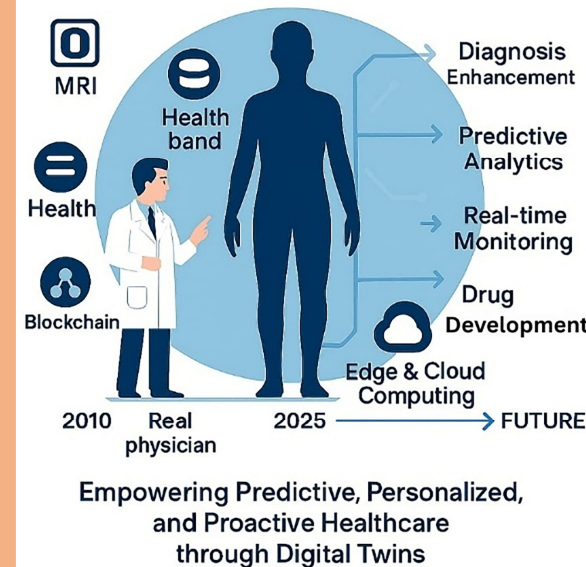 MRI
Health
band
Health
Blockchain
Diagnosis
Enhancement
Predictive
Analytics
Real-time
Monitoring
Drug
Development
Edge & Cloud
Computing
2010
Real
physician
2025
FUTURE
Empowering Predictive, Personalized,
and Proactive Healthcare
through Digital Twins